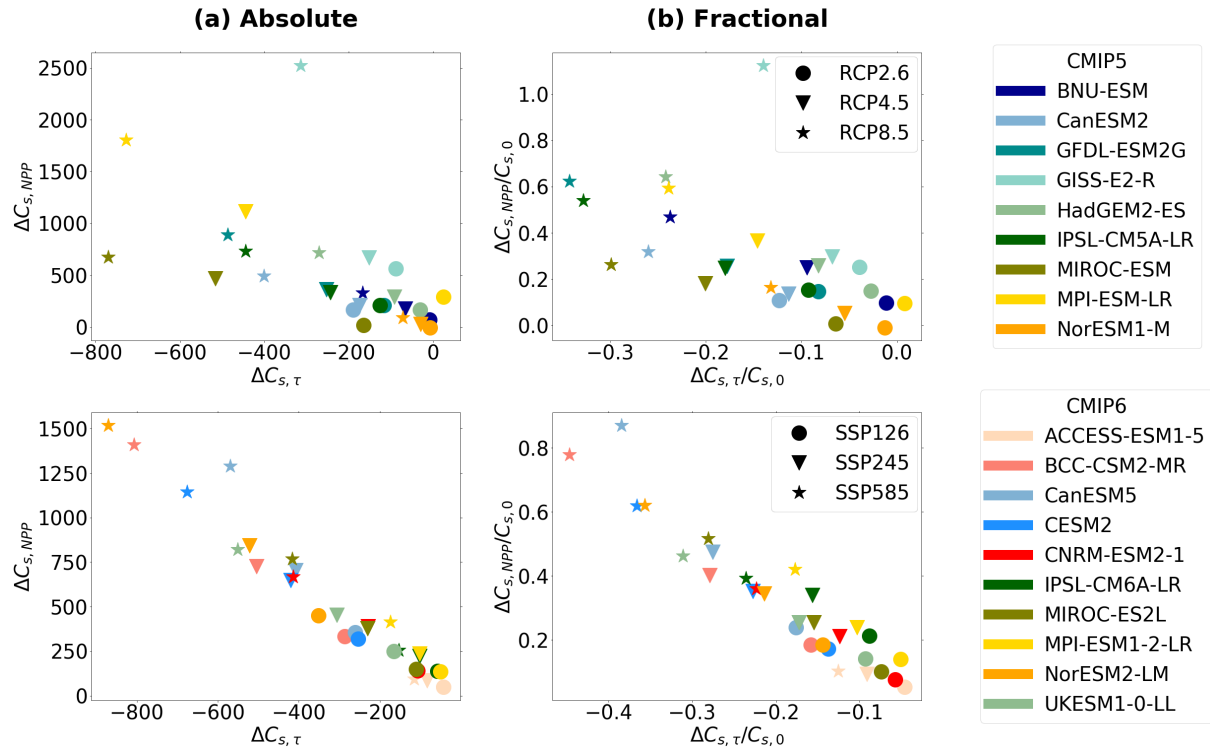 (a) Absolute
(b) Fractional
2500
2000
1500
1000
500
0
ΔC_{s,NPP}
−800
−600
−400
−200
0
ΔC_{s,τ}
1.0
0.8
0.6
0.4
0.2
0.0
ΔC_{s,NPP}/C_{s,0}
−0.3
−0.2
−0.1
0.0
ΔC_{s,τ}/C_{s,0}
RCP2.6
RCP4.5
RCP8.5
CMIP5
BNU-ESM
CanESM2
GFDL-ESM2G
GISS-E2-R
HadGEM2-ES
IPSL-CM5A-LR
MIROC-ESM
MPI-ESM-LR
NorESM1-M
1500
1250
1000
750
500
250
0
ΔC_{s,NPP}
−800
−600
−400
−200
ΔC_{s,τ}
0.8
0.6
0.4
0.2
ΔC_{s,NPP}/C_{s,0}
−0.4
−0.3
−0.2
−0.1
ΔC_{s,τ}/C_{s,0}
SSP126
SSP245
SSP585
CMIP6
ACCESS-ESM1-5
BCC-CSM2-MR
CanESM5
CESM2
CNRM-ESM2-1
IPSL-CM6A-LR
MIROC-ES2L
MPI-ESM1-2-LR
NorESM2-LM
UKESM1-0-LL